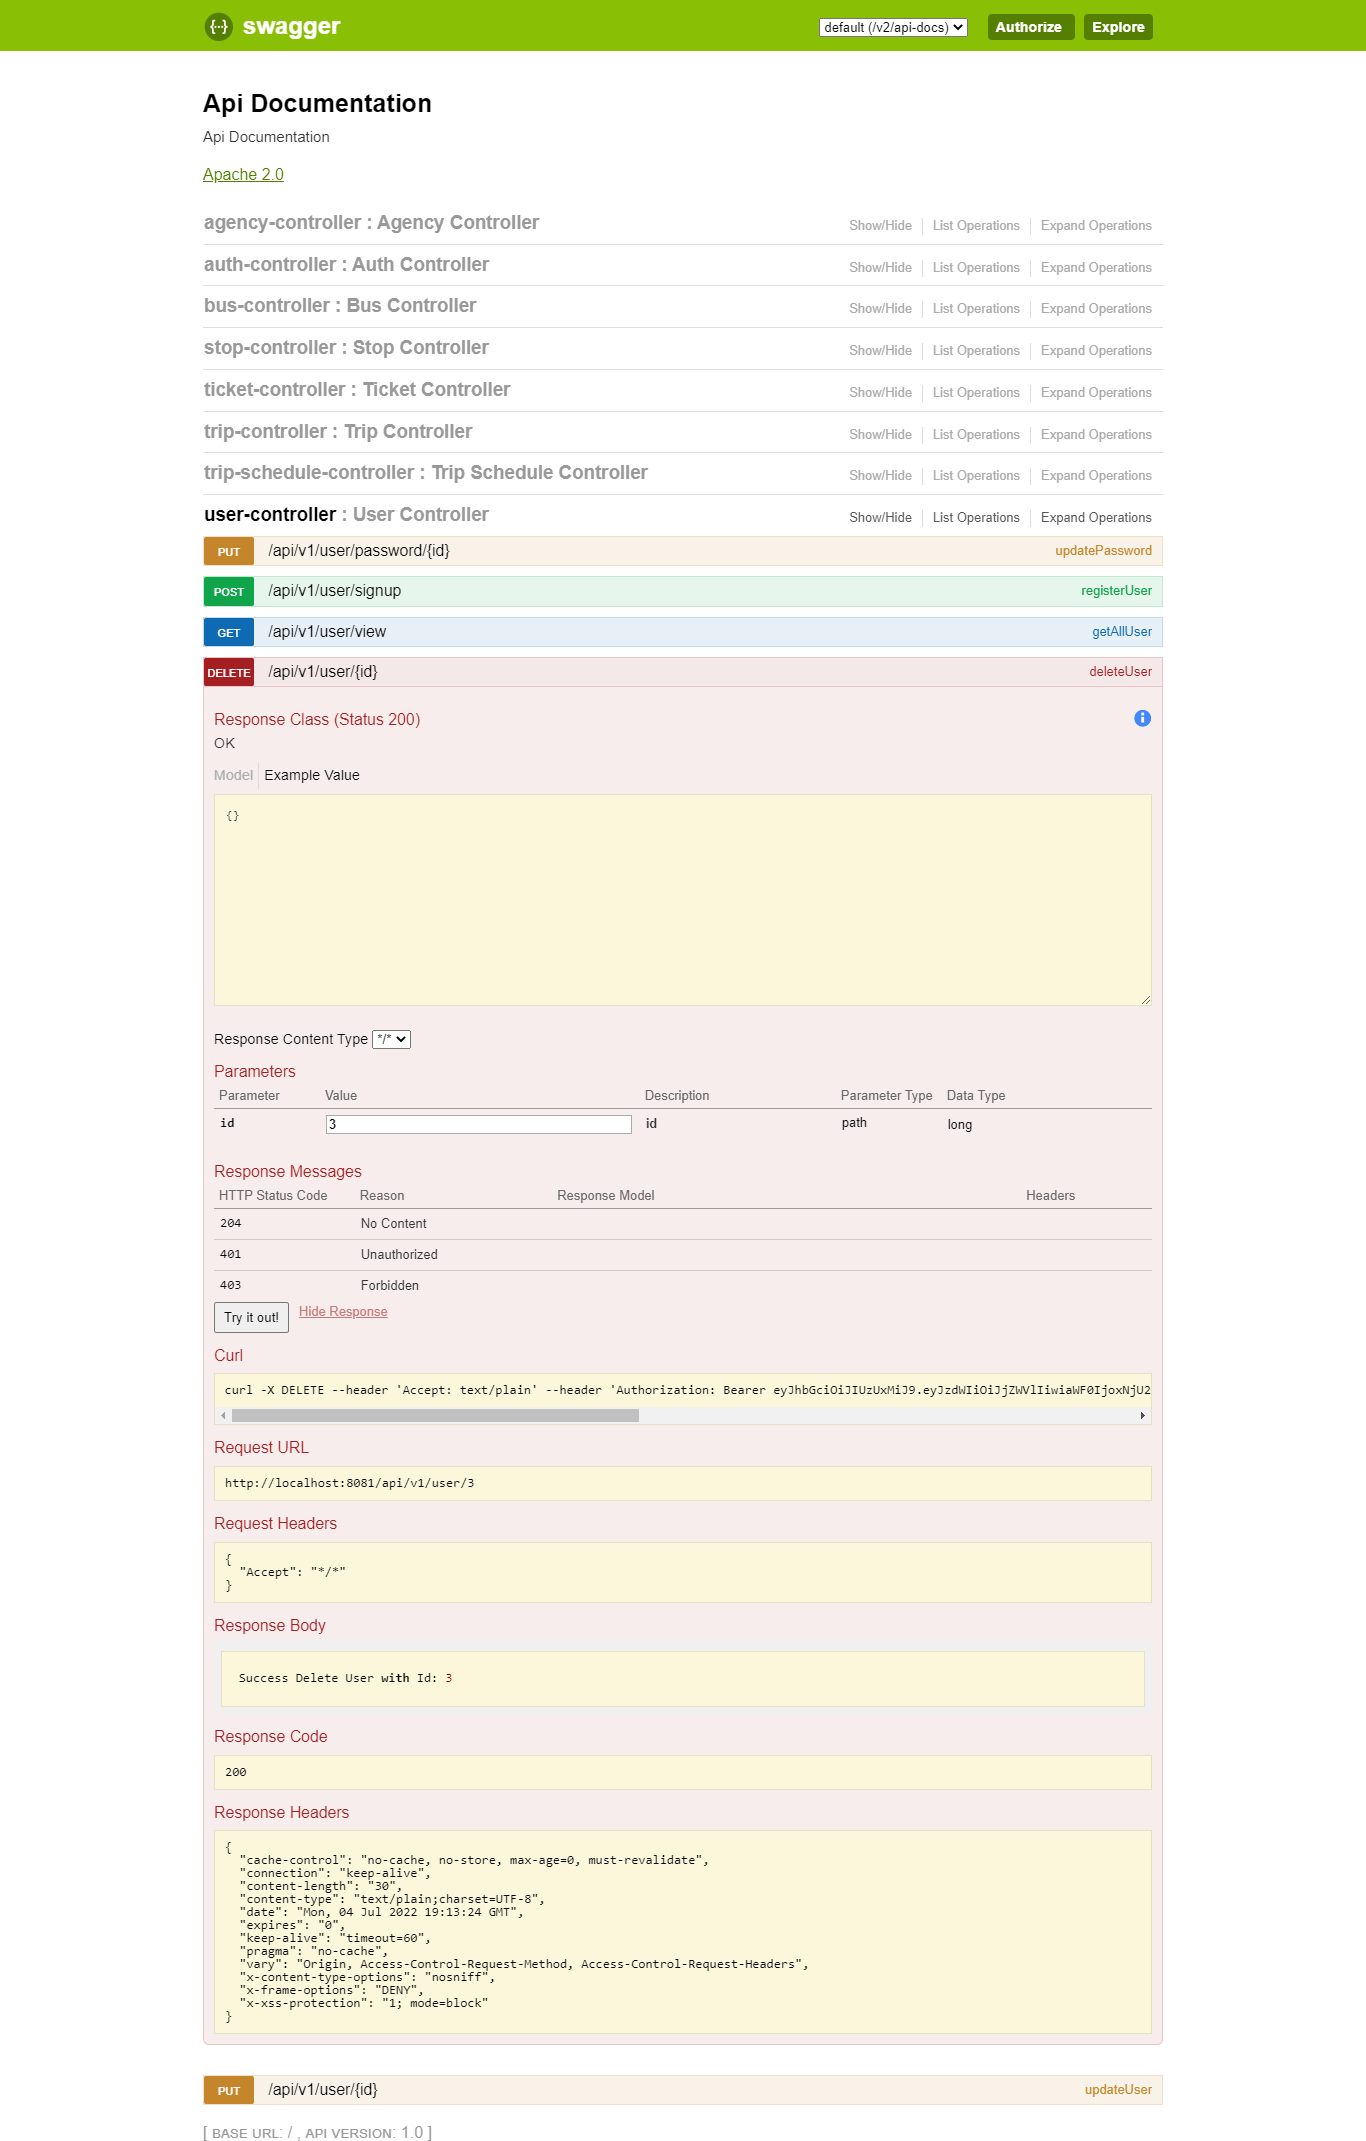 swagger default (/v2/api-docs) Authorize Explore
Api Documentation
Api Documentation
Apache 2.0
agency-controller : Agency Controller Show/Hide List Operations Expand Operations
auth-controller : Auth Controller Show/Hide List Operations Expand Operations
bus-controller : Bus Controller Show/Hide List Operations Expand Operations
stop-controller : Stop Controller Show/Hide List Operations Expand Operations
ticket-controller : Ticket Controller Show/Hide List Operations Expand Operations
trip-controller : Trip Controller Show/Hide List Operations Expand Operations
trip-schedule-controller : Trip Schedule Controller Show/Hide List Operations Expand Operations
user-controller : User Controller Show/Hide List Operations Expand Operations
PUT /api/v1/user/password/{id} updatePassword
POST /api/v1/user/signup registerUser
GET /api/v1/user/view getAllUser
DELETE /api/v1/user/{id} deleteUser
Response Class (Status 200)
OK
Model Example Value
{}
Response Content Type */*
Parameters
Parameter Value Description Parameter Type Data Type
id 3 id path long
Response Messages
HTTP Status Code Reason Response Model Headers
204 No Content
401 Unauthorized
403 Forbidden
Try it out! Hide Response
Curl
curl -X DELETE --header 'Accept: text/plain' --header 'Authorization: Bearer eyJhbGciOiJIUzUxMiJ9.eyJzdWIiOiJjZWVlIiwiaWF0IjoxNjU2
Request URL
http://localhost:8081/api/v1/user/3
Request Headers
{
"Accept": "*/*"
}
Response Body
Success Delete User with Id: 3
Response Code
200
Response Headers
{
"cache-control": "no-cache, no-store, max-age=0, must-revalidate",
"connection": "keep-alive",
"content-length": "30",
"content-type": "text/plain;charset=UTF-8",
"date": "Mon, 04 Jul 2022 19:13:24 GMT",
"expires": "0",
"keep-alive": "timeout=60",
"pragma": "no-cache",
"vary": "Origin, Access-Control-Request-Method, Access-Control-Request-Headers",
"x-content-type-options": "nosniff",
"x-frame-options": "DENY",
"x-xss-protection": "1; mode=block"
}
PUT /api/v1/user/{id} updateUser
[ BASE URL: / , API VERSION: 1.0 ]